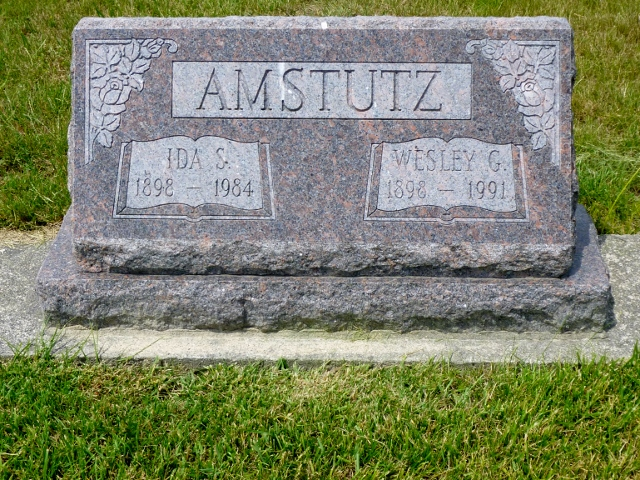 AMSTUTZ
IDA S.
1898 – 1984
WESLEY G.
1898 – 1991